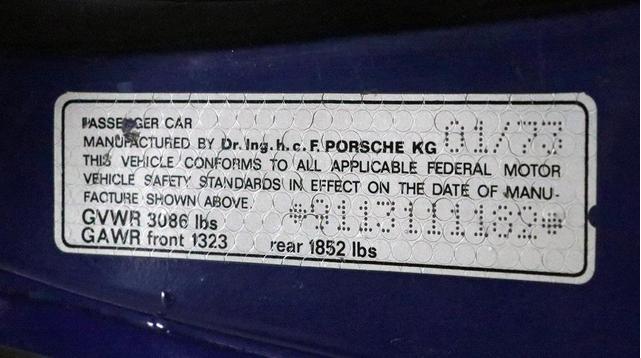 PASSENGER CAR
MANUFACTURED BY Dr. Ing. h. c. F. PORSCHE KG 01/73
THIS VEHICLE CONFORMS TO ALL APPLICABLE FEDERAL MOTOR
VEHICLE SAFETY STANDARDS IN EFFECT ON THE DATE OF MANU-
FACTURE SHOWN ABOVE.
GVWR 3086 lbs *9113111182*
GAWR front 1323 rear 1852 lbs